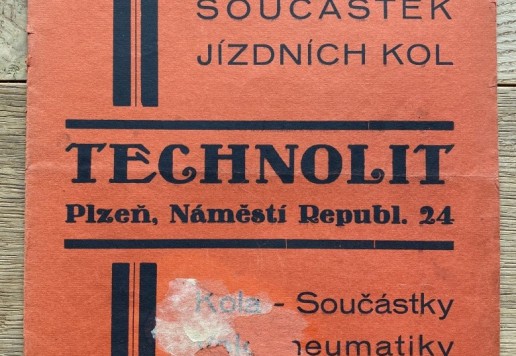 SOUČÁSTEK
JÍZDNÍCH KOL
TECHNOLIT
Plzeň, Náměstí Republ. 24
Kola - Součástky
neumatiky